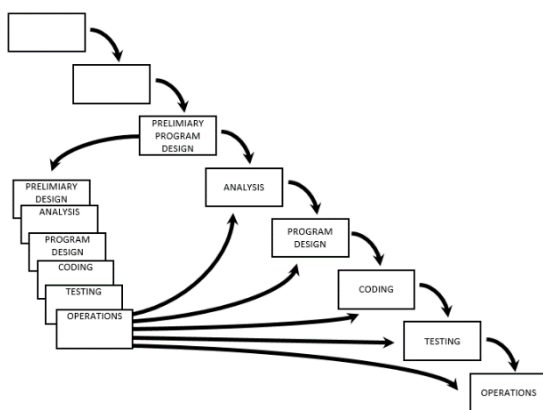 PRELIMIARY
PROGRAM
DESIGN
ANALYSIS
PROGRAM
DESIGN
CODING
TESTING
OPERATIONS
PRELIMIARY
DESIGN
ANALYSIS
PROGRAM
DESIGN
CODING
TESTING
OPERATIONS